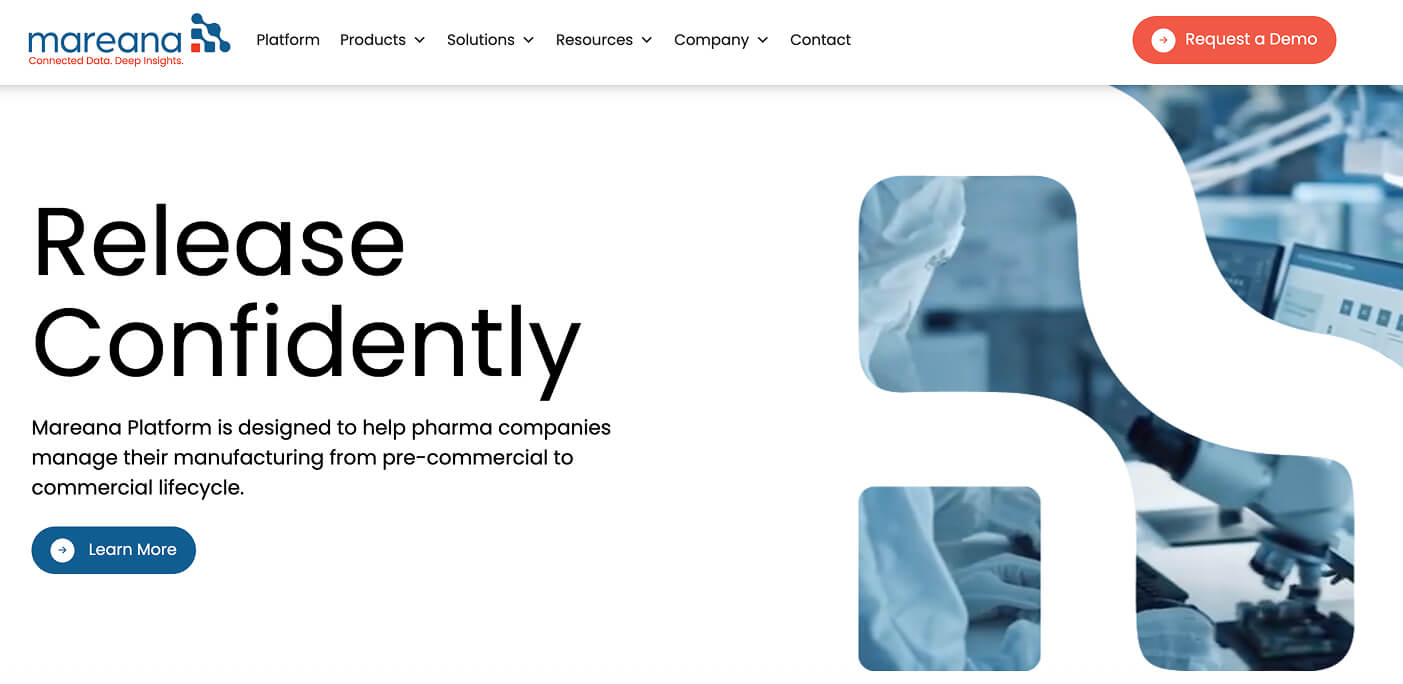 mareana
Connected Data. Deep Insights.
Platform Products Solutions Resources Company Contact
Request a Demo
Release
Confidently
Mareana Platform is designed to help pharma companies
manage their manufacturing from pre-commercial to
commercial lifecycle.
Learn More